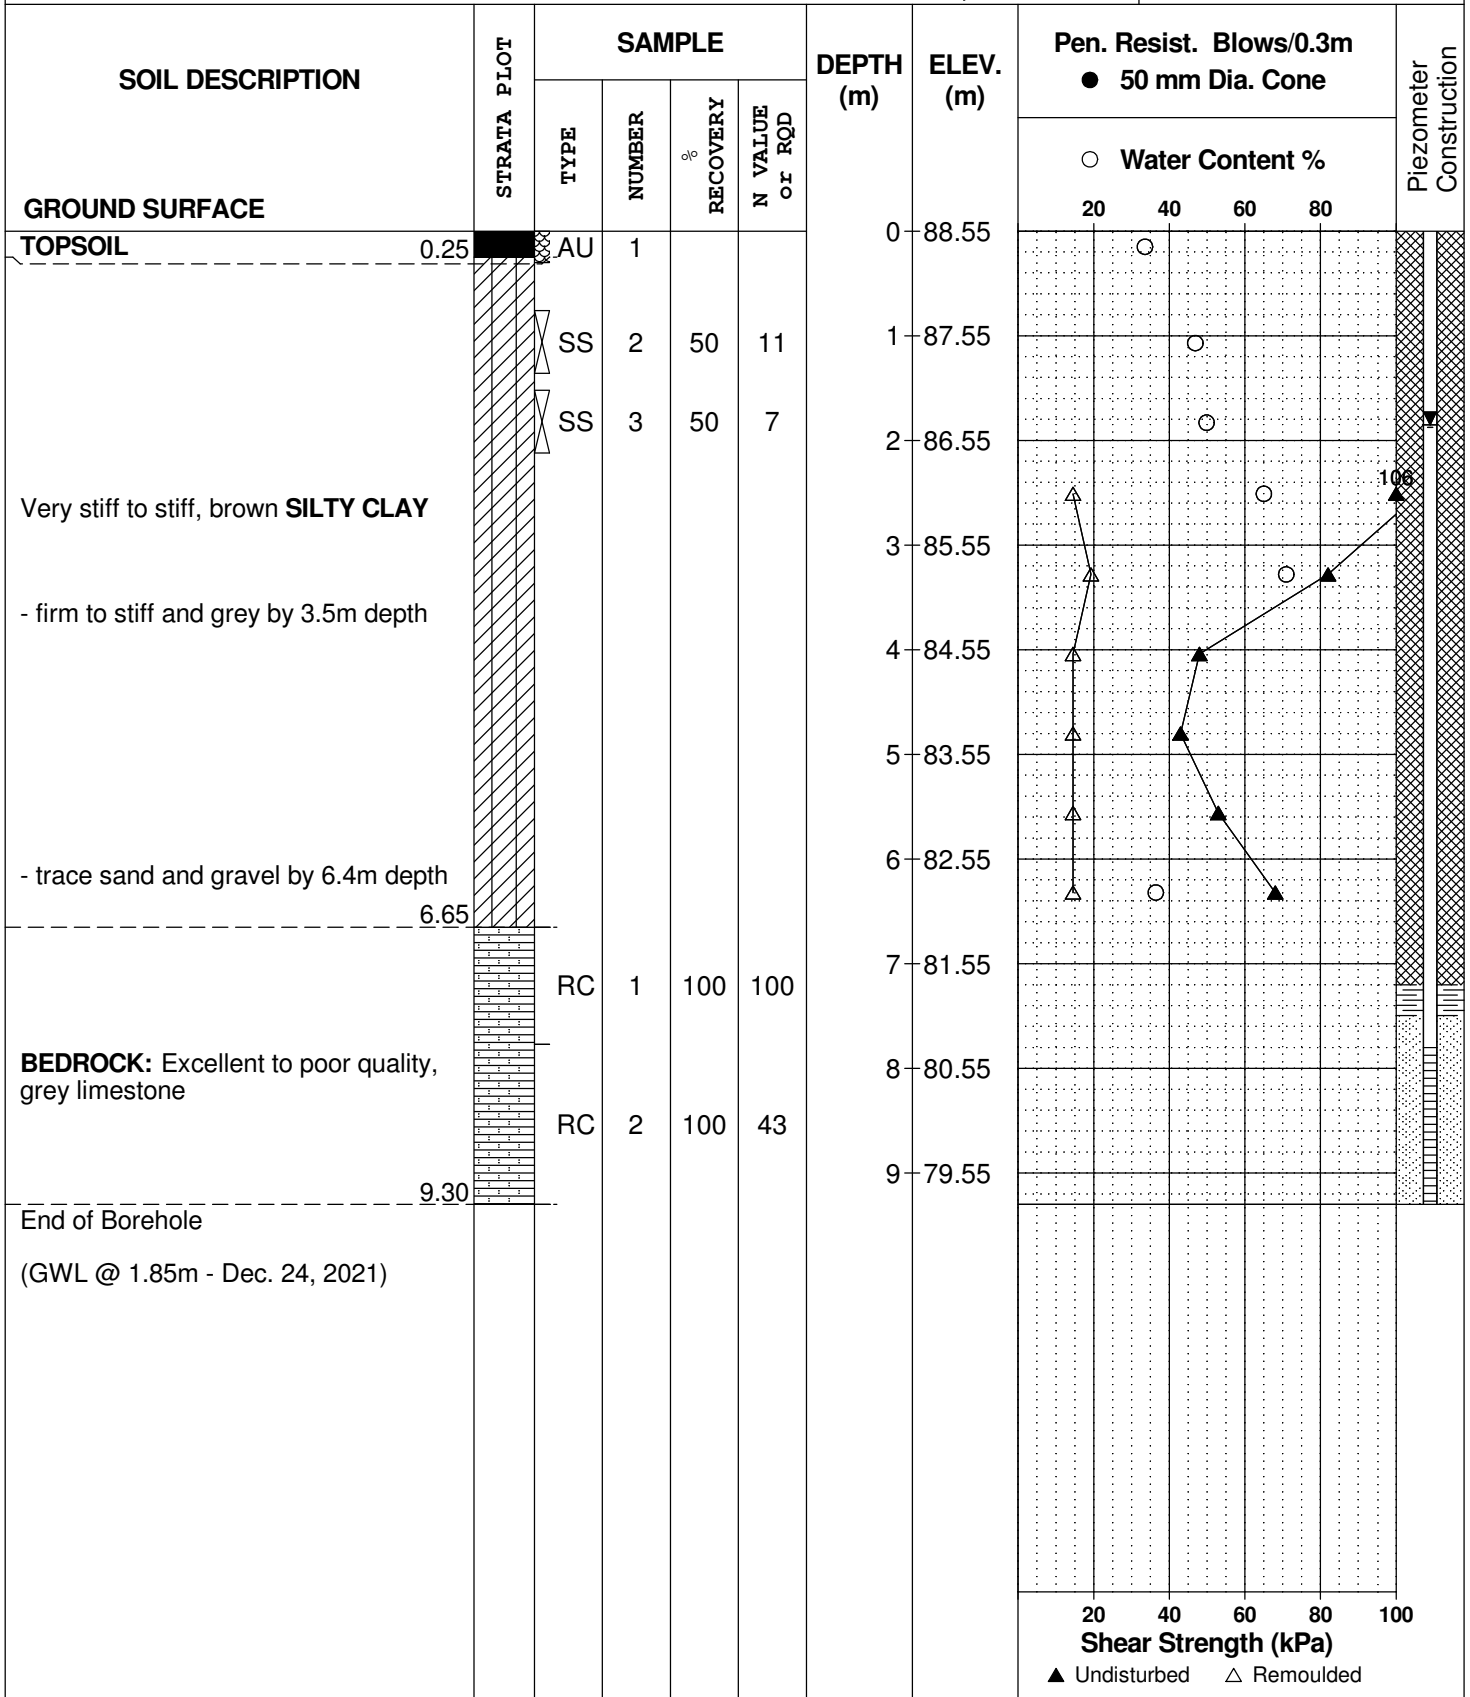 SOIL DESCRIPTION
GROUND SURFACE
STRATA PLOT
SAMPLE
TYPE
NUMBER
% RECOVERY
N VALUE or RQD
DEPTH (m)
ELEV. (m)
Pen. Resist. Blows/0.3m
● 50 mm Dia. Cone
○ Water Content %
20 40 60 80
Piezometer Construction
0 88.55
TOPSOIL 0.25 AU 1
SS 2 50 11
1 87.55
SS 3 50 7
2 86.55
106
Very stiff to stiff, brown SILTY CLAY
3 85.55
- firm to stiff and grey by 3.5m depth
4 84.55
5 83.55
6 82.55
- trace sand and gravel by 6.4m depth
6.65
7 81.55
RC 1 100 100
BEDROCK: Excellent to poor quality,
grey limestone
8 80.55
RC 2 100 43
9 79.55
9.30
End of Borehole
(GWL @ 1.85m - Dec. 24, 2021)
20 40 60 80 100
Shear Strength (kPa)
▲ Undisturbed △ Remoulded